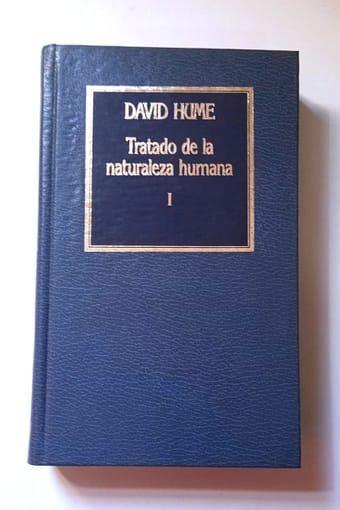 DAVID HUME
Tratado de la
naturaleza humana
I